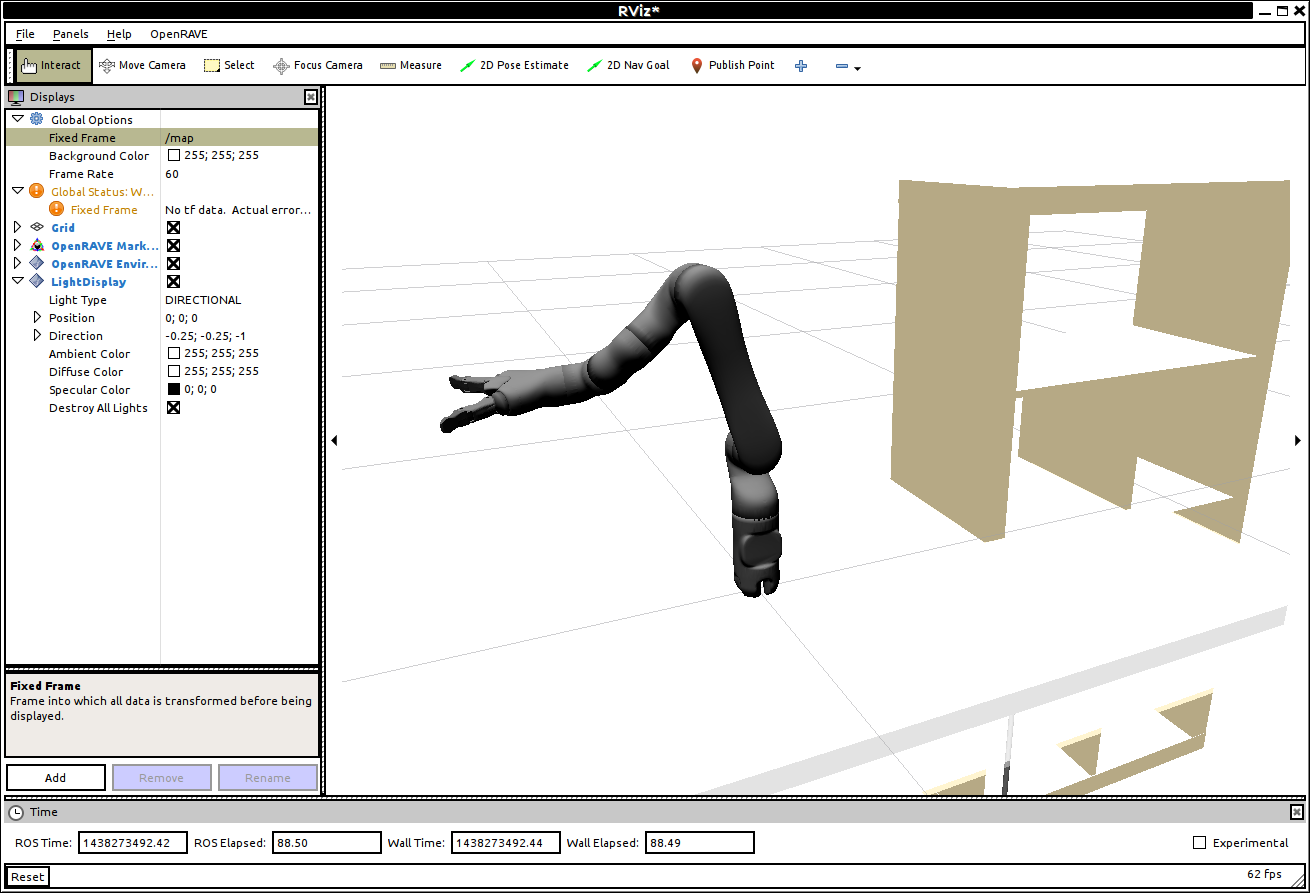 RViz*
File Panels Help OpenRAVE
Interact Move Camera Select Focus Camera Measure 2D Pose Estimate 2D Nav Goal Publish Point
Displays
Global Options
Fixed Frame /map
Background Color 255; 255; 255
Frame Rate 60
Global Status: W...
Fixed Frame No tf data. Actual error...
Grid
OpenRAVE Mark...
OpenRAVE Envir...
LightDisplay
Light Type DIRECTIONAL
Position 0; 0; 0
Direction -0.25; -0.25; -1
Ambient Color 255; 255; 255
Diffuse Color 255; 255; 255
Specular Color 0; 0; 0
Destroy All Lights
Fixed Frame
Frame into which all data is transformed before being
displayed.
Add Remove Rename
Time
ROS Time: 1438273492.42 ROS Elapsed: 88.50 Wall Time: 1438273492.44 Wall Elapsed: 88.49 Experimental
Reset 62 fps